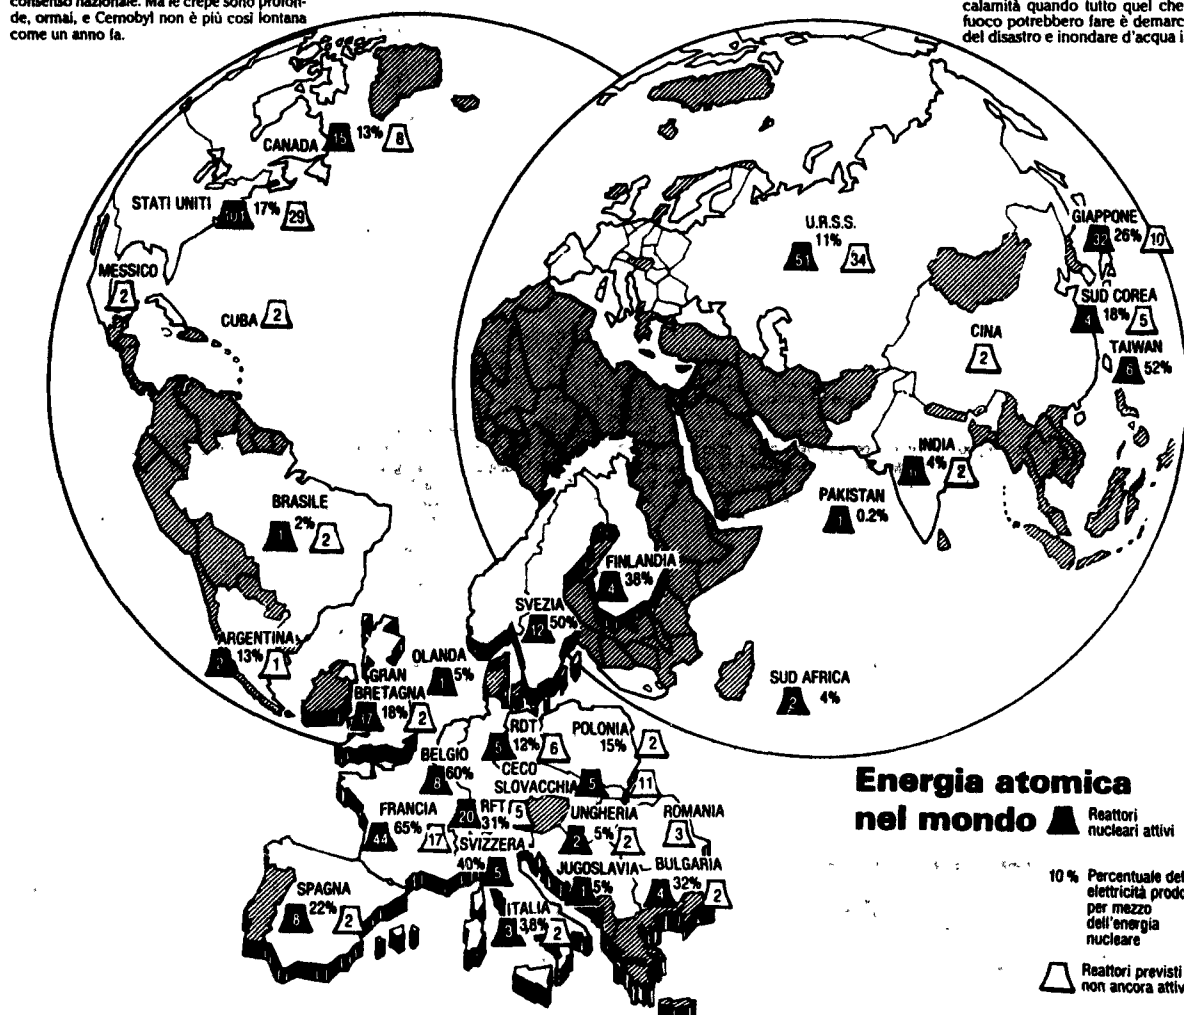 consenso nazionale. Ma le crepe sono profon-
de, ormai, e Cernobyl non è più così lontana
come un anno fa.
calamità quando tutto quel che
fuoco potrebbero fare è demarc
del disastro e inondare d'acqua i
CANADA 15 13% 8
STATI UNITI 101 17% 29
MESSICO
2
CUBA 2
BRASILE
1 2% 2
ARGENTINA
2 13% 1
U.R.S.S.
11%
51 34
GIAPPONE
32 26% 10
SUD COREA
4 18% 5
TAIWAN
6 52%
CINA
2
INDIA
4% 2
PAKISTAN
1 0.2%
FINLANDIA
4 38%
SVEZIA
12 50%
SUD AFRICA
2 4%
OLANDA
1 5%
GRAN
BRETAGNA
18% 2
RDT
5 12% 6
POLONIA
15% 2
BELGIO
8 60%
CECO
SLOVACCHIA 5 11
FRANCIA
65%
44 17
RFT 5
20 31%
UNGHERIA
2 5% 2
ROMANIA
3
SVIZZERA
40% 5
JUGOSLAVIA
1 5%
BULGARIA
4 32% 2
SPAGNA
8 22% 2
ITALIA
3 3,8% 2
Energia atomica
nel mondo
Reattori
nucleari attivi
10 % Percentuale del
elettricità prodo
per mezzo
dell'energia
nucleare
Reattori previsti
non ancora attiv